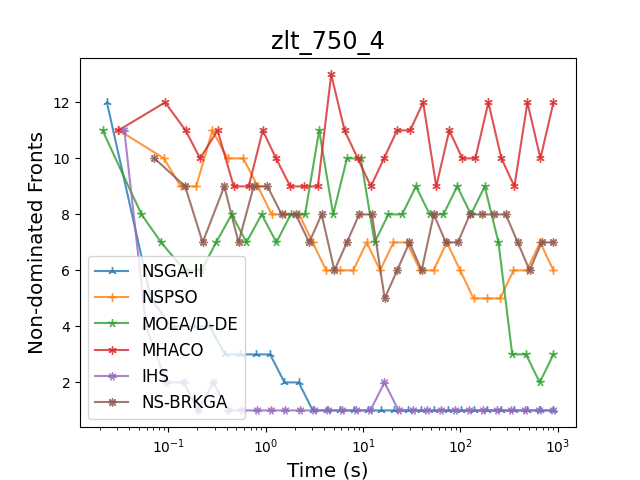 zlt_750_4
Non-dominated Fronts
12
10
8
6
4
2
NSGA-II
NSPSO
MOEA/D-DE
MHACO
IHS
NS-BRKGA
10⁻¹ 10⁰ 10¹ 10² 10³
Time (s)